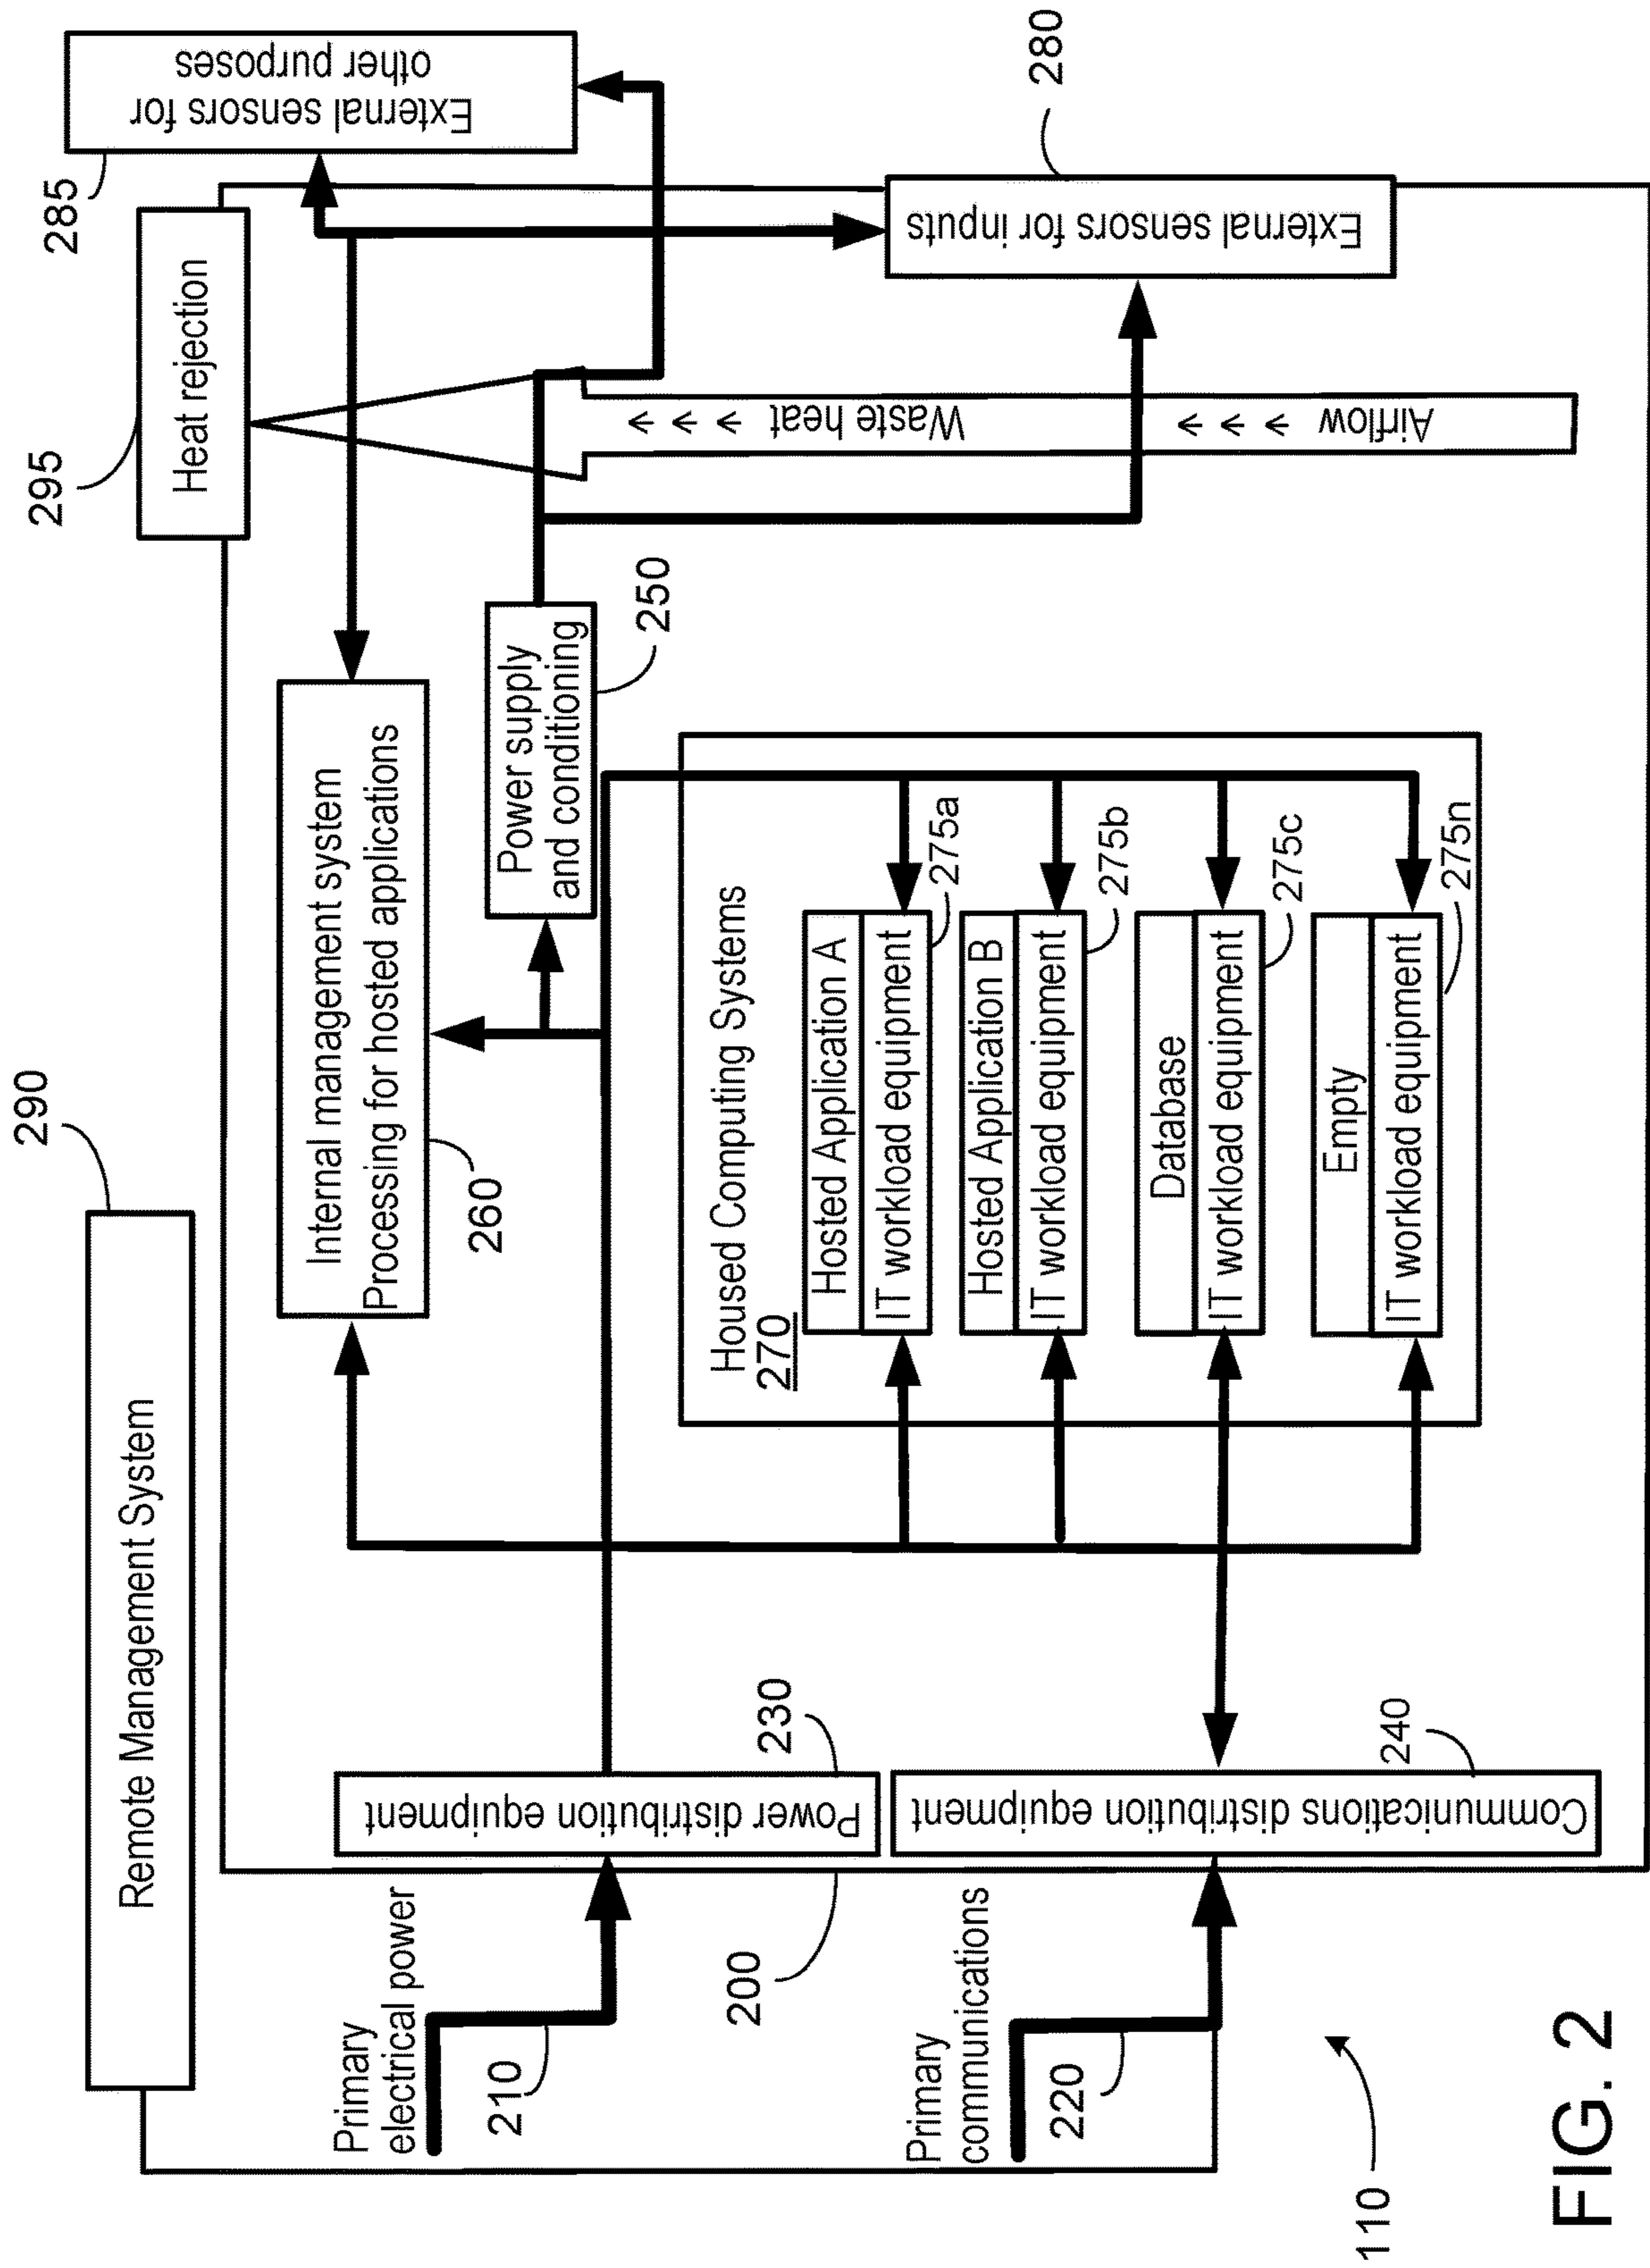 290
Remote Management System
295
Heat rejection
285
External sensors for
other purposes
Internal management system
Processing for hosted applications
260
Power supply
and conditioning
250
Primary
electrical power
210
Power distribution equipment
230
200
Housed Computing Systems
270
Hosted Application A
IT workload equipment
275a
Hosted Application B
IT workload equipment
275b
Database
IT workload equipment
275c
Empty
IT workload equipment
275n
Waste heat
Airflow
External sensors for inputs
280
Primary
communications
220
Communications distribution equipment
240
110
FIG. 2